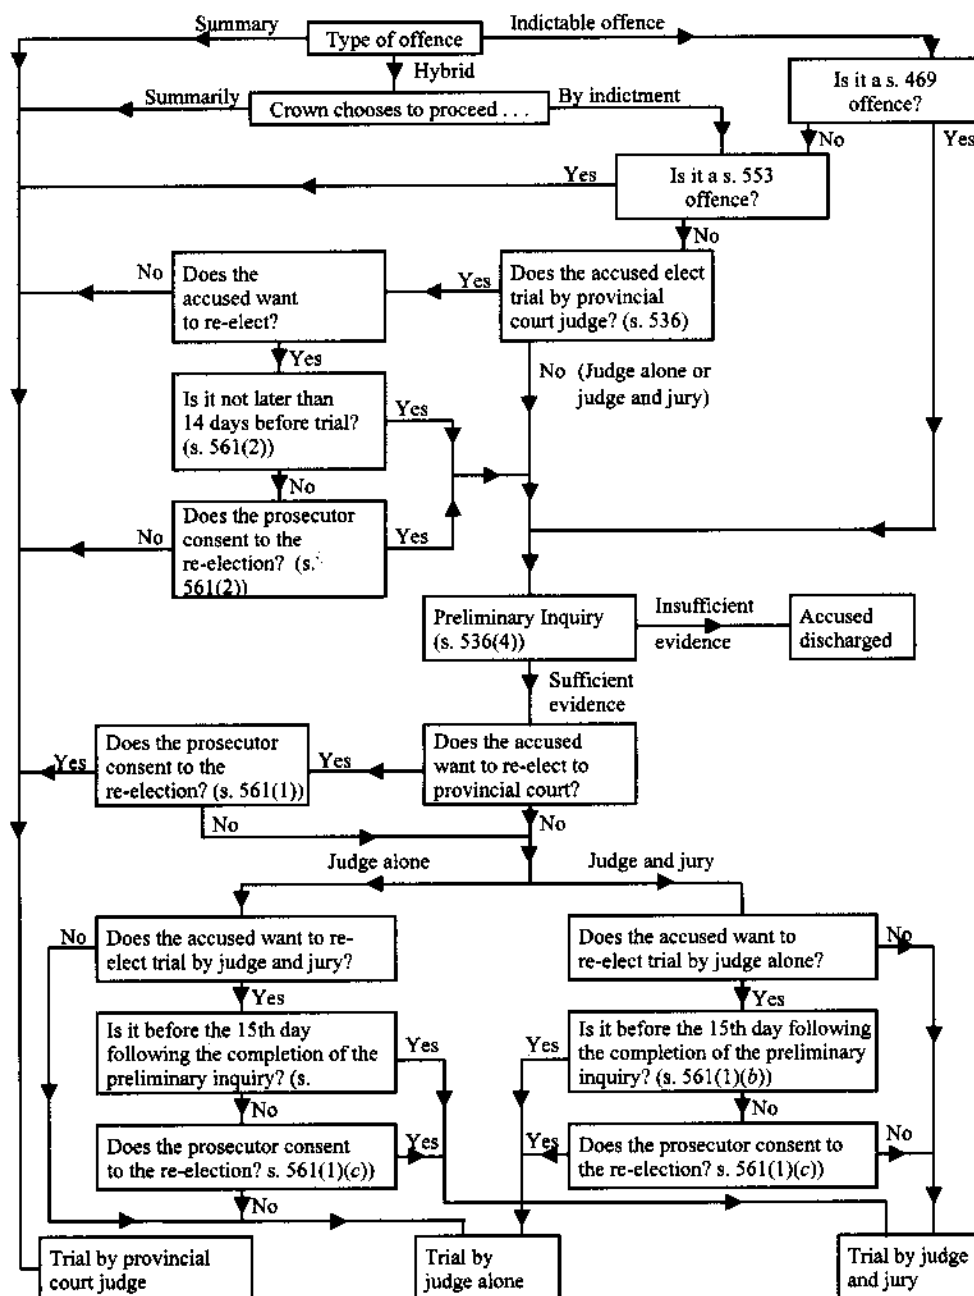 Summary
Type of offence
Indictable offence
Hybrid
Is it a s. 469
offence?
Summarily
Crown chooses to proceed . . .
By indictment
No
Yes
Yes
Is it a s. 553
offence?
No
No
Does the
accused want
to re-elect?
Yes
Does the accused elect
trial by provincial
court judge? (s. 536)
Yes
No (Judge alone or
judge and jury)
Is it not later than
14 days before trial?
(s. 561(2))
Yes
No
No
Does the prosecutor
consent to the
re-election? (s.
561(2))
Yes
Preliminary Inquiry
(s. 536(4))
Insufficient
evidence
Accused
discharged
Sufficient
evidence
Yes
Does the prosecutor
consent to the
re-election? (s. 561(1))
Yes
Does the accused
want to re-elect to
provincial court?
No
No
Judge alone
Judge and jury
No
Does the accused want to re-
elect trial by judge and jury?
Does the accused want to
re-elect trial by judge alone?
No
Yes
Yes
Is it before the 15th day
following the completion of the
preliminary inquiry? (s.
Yes
Yes
Is it before the 15th day following
the completion of the preliminary
inquiry? (s. 561(1)(b))
No
No
Does the prosecutor consent
to the re-election? s. 561(1)(c))
Yes
Yes
Does the prosecutor consent to
the re-election? s. 561(1)(c))
No
No
Trial by provincial
court judge
Trial by
judge alone
Trial by judge
and jury